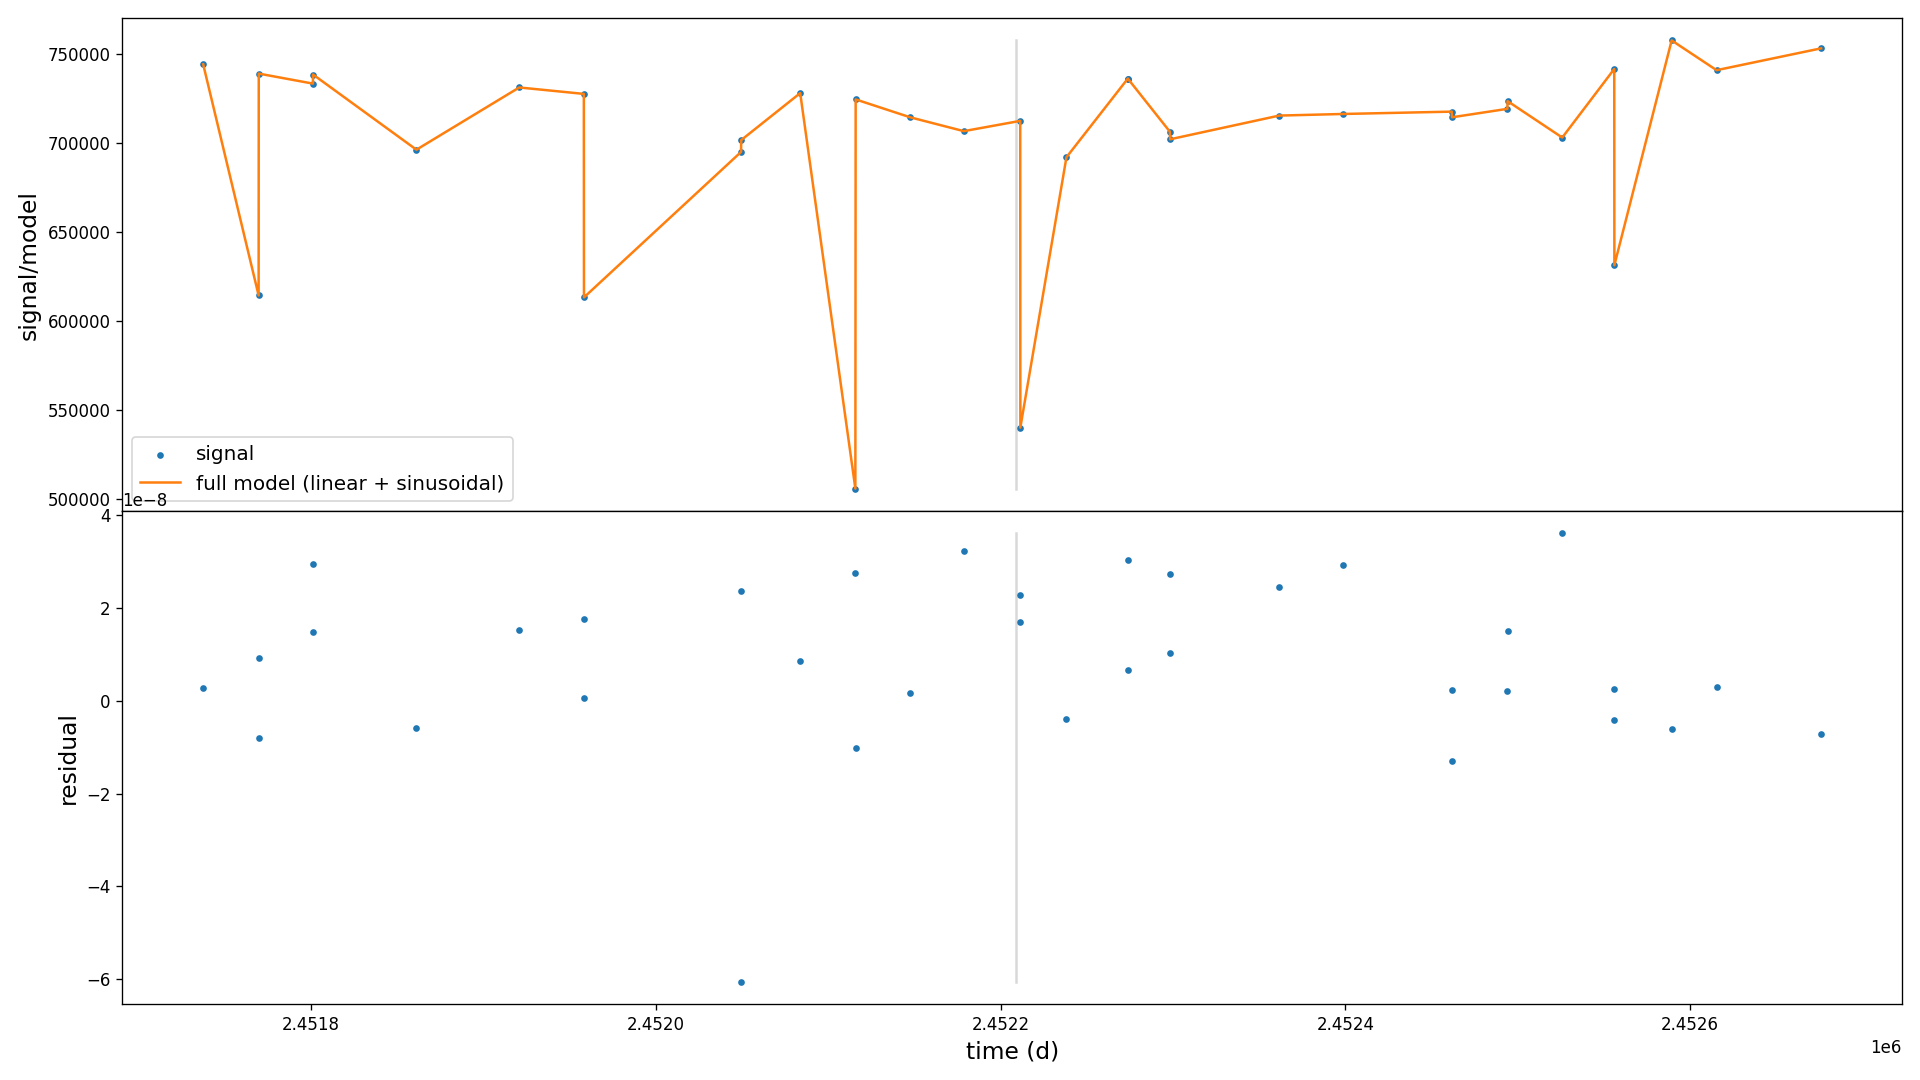 750000
700000
650000
600000
550000
500000
signal/model
signal
full model (linear + sinusoidal)
1e−8
4
2
0
−2
−4
−6
residual
2.4518
2.4520
2.4522
2.4524
2.4526
1e6
time (d)